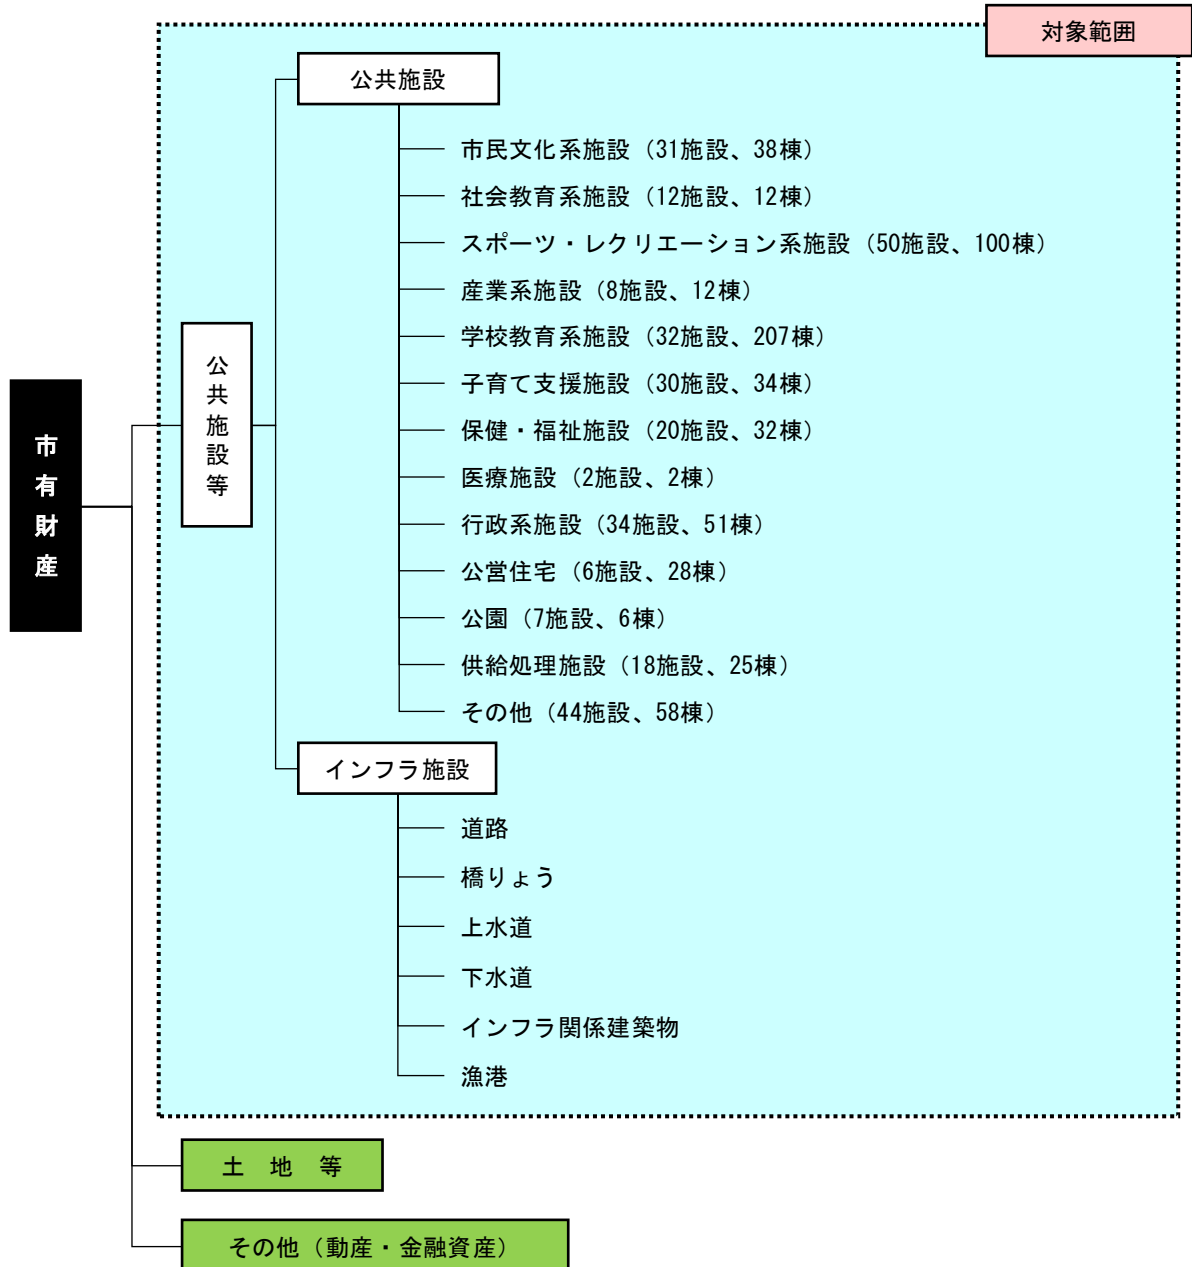 対象範囲
公共施設
市民文化系施設（31施設、38棟）
社会教育系施設（12施設、12棟）
スポーツ・レクリエーション系施設（50施設、100棟）
産業系施設（8施設、12棟）
学校教育系施設（32施設、207棟）
子育て支援施設（30施設、34棟）
保健・福祉施設（20施設、32棟）
医療施設（2施設、2棟）
行政系施設（34施設、51棟）
公営住宅（6施設、28棟）
公園（7施設、6棟）
供給処理施設（18施設、25棟）
その他（44施設、58棟）
公共施設等
市有財産
インフラ施設
道路
橋りょう
上水道
下水道
インフラ関係建築物
漁港
土 地 等
その他（動産・金融資産）